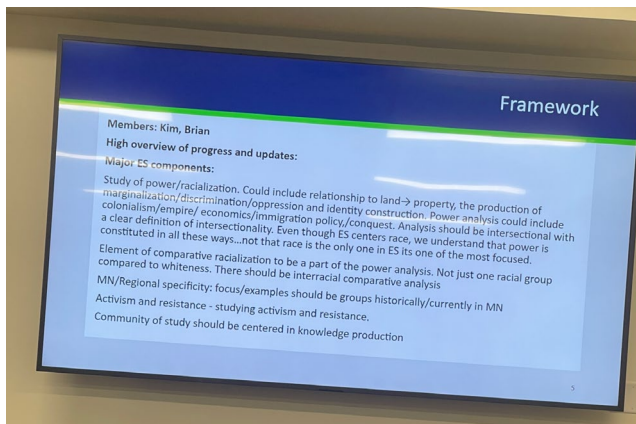 Framework
Members: Kim, Brian
High overview of progress and updates:
Major ES components:
Study of power/racialization. Could include relationship to land→ property, the production of
marginalization/discrimination/oppression and identity construction. Power analysis could include
colonialism/empire/ economics/immigration policy,/conquest. Analysis should be intersectional with
a clear definition of intersectionality. Even though ES centers race, we understand that power is
constituted in all these ways...not that race is the only one in ES its one of the most focused.
Element of comparative racialization to be a part of the power analysis. Not just one racial group
compared to whiteness. There should be interracial comparative analysis
MN/Regional specificity: focus/examples should be groups historically/currently in MN
Activism and resistance - studying activism and resistance.
Community of study should be centered in knowledge production
5